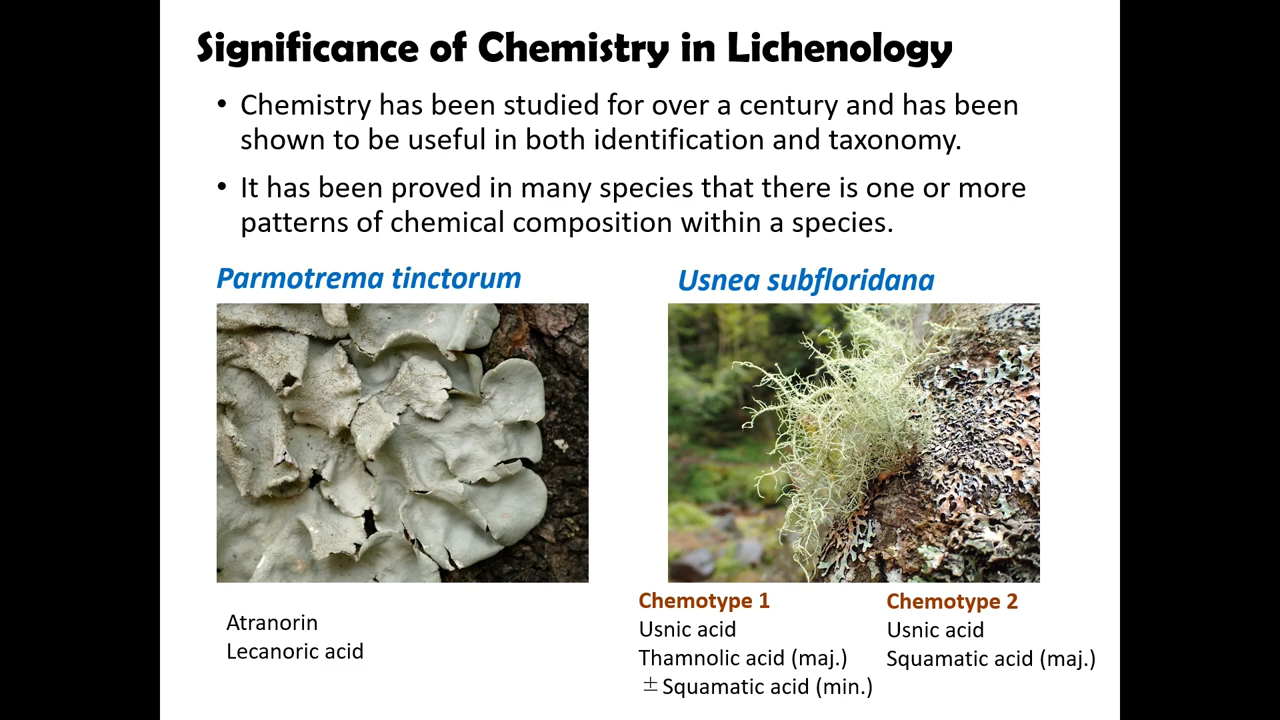 Significance of Chemistry in Lichenology
• Chemistry has been studied for over a century and has been
shown to be useful in both identification and taxonomy.
• It has been proved in many species that there is one or more
patterns of chemical composition within a species.
Parmotrema tinctorum
Usnea subfloridana
Atranorin
Lecanoric acid
Chemotype 1
Usnic acid
Thamnolic acid (maj.)
±Squamatic acid (min.)
Chemotype 2
Usnic acid
Squamatic acid (maj.)